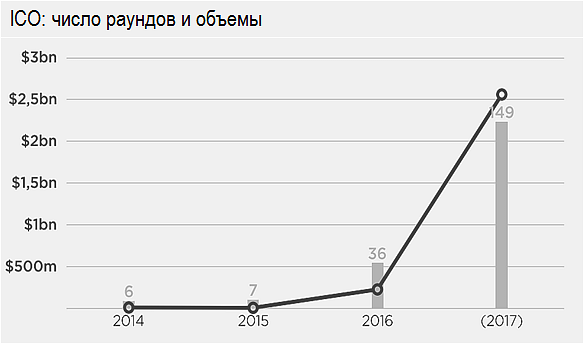 ICO: число раундов и объемы
$3bn
$2,5bn
$2bn
$1,5bn
$1bn
$500m
6
7
36
149
2014
2015
2016
(2017)